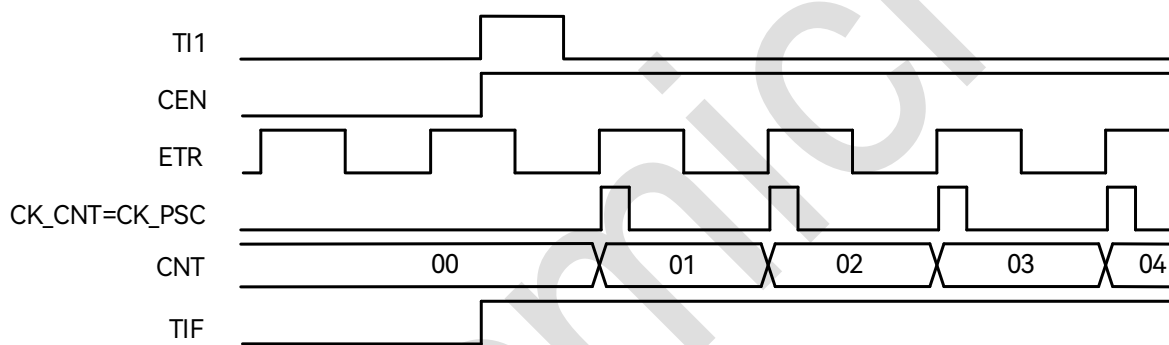 TI1
CEN
ETR
CK_CNT=CK_PSC
CNT 00 01 02 03 04
TIF